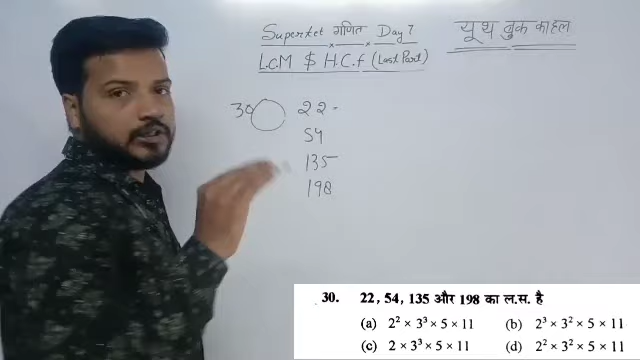 Supertet गणित Day 7
L.C.M $ H.C.f (Last Part)
यूथ बुक का हल
30 22 =
54
135
198
30. 22, 54, 135 और 198 का ल.स. है
(a) 2² × 3³ × 5 × 11 (b) 2³ × 3² × 5 × 11
(c) 2 × 3³ × 5 × 11 (d) 2² × 3² × 5 × 11